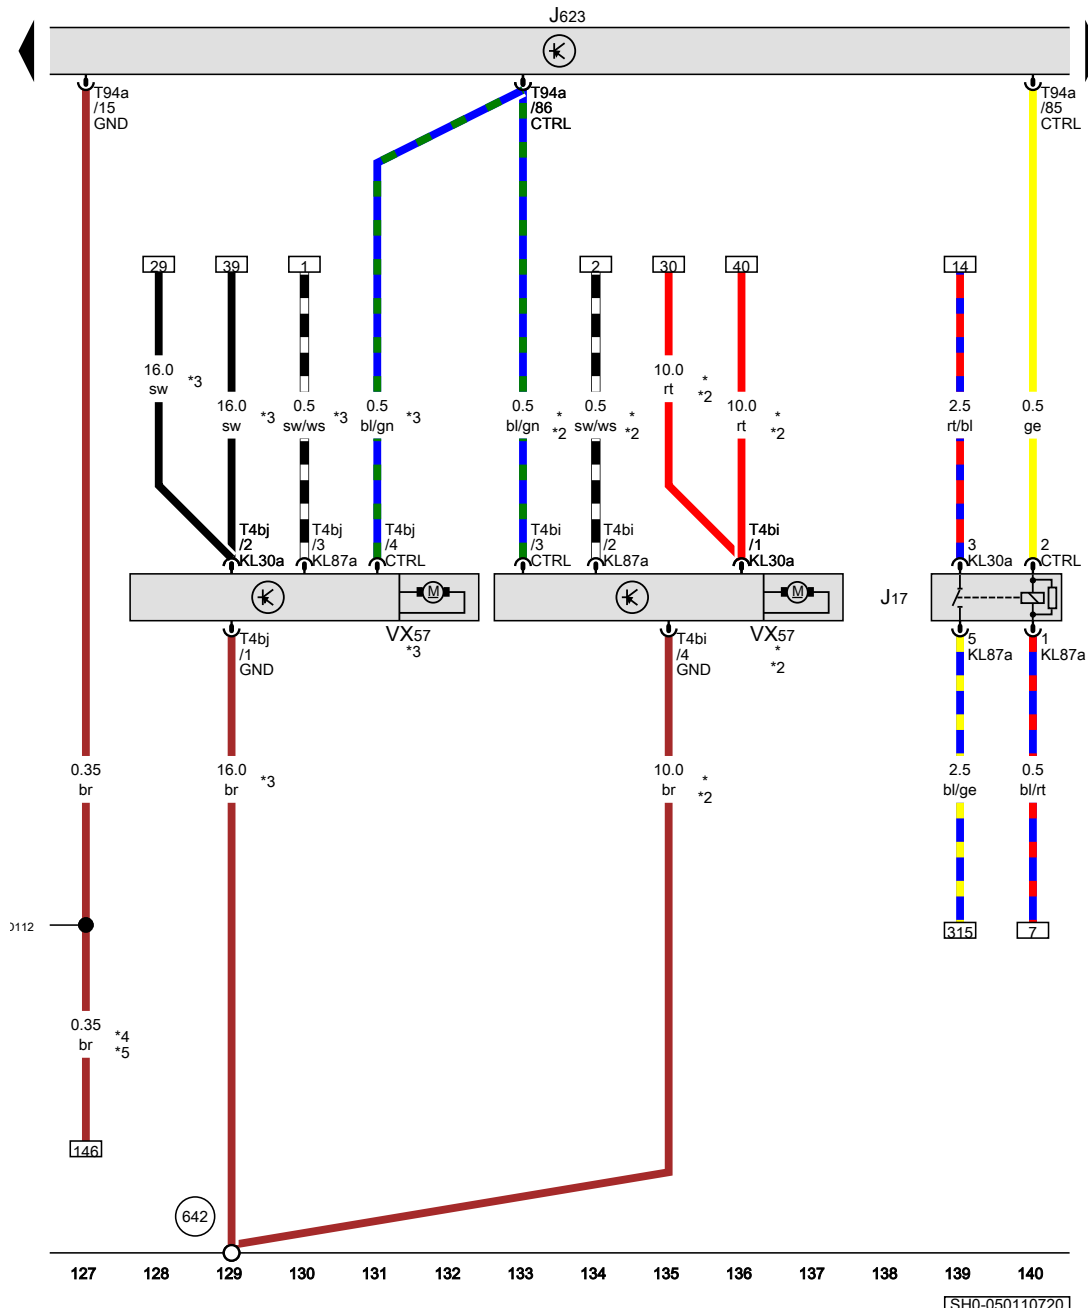 J623
T94a
/15
GND
T94a
/86
CTRL
T94a
/85
CTRL
29
39
1
2
30
40
14
16.0
sw
*3
16.0
sw
*3
0.5
sw/ws
*3
0.5
bl/gn
*3
0.5
bl/gn
*
*2
0.5
sw/ws
*
*2
10.0
rt
*
*2
10.0
rt
*
*2
2.5
rt/bl
0.5
ge
T4bj
/2
KL30a
T4bj
/3
KL87a
T4bj
/4
CTRL
T4bi
/3
CTRL
T4bi
/2
KL87a
T4bi
/1
KL30a
3
KL30a
2
CTRL
M
M
J17
T4bj
/1
GND
VX57
*3
T4bi
/4
GND
VX57
*
*2
5
KL87a
1
KL87a
0.35
br
16.0
br
*3
10.0
br
*
*2
2.5
bl/ge
0.5
bl/rt
0112
315
7
0.35
br
*4
*5
146
642
127 128 129 130 131 132 133 134 135 136 137 138 139 140
SH0-050110720